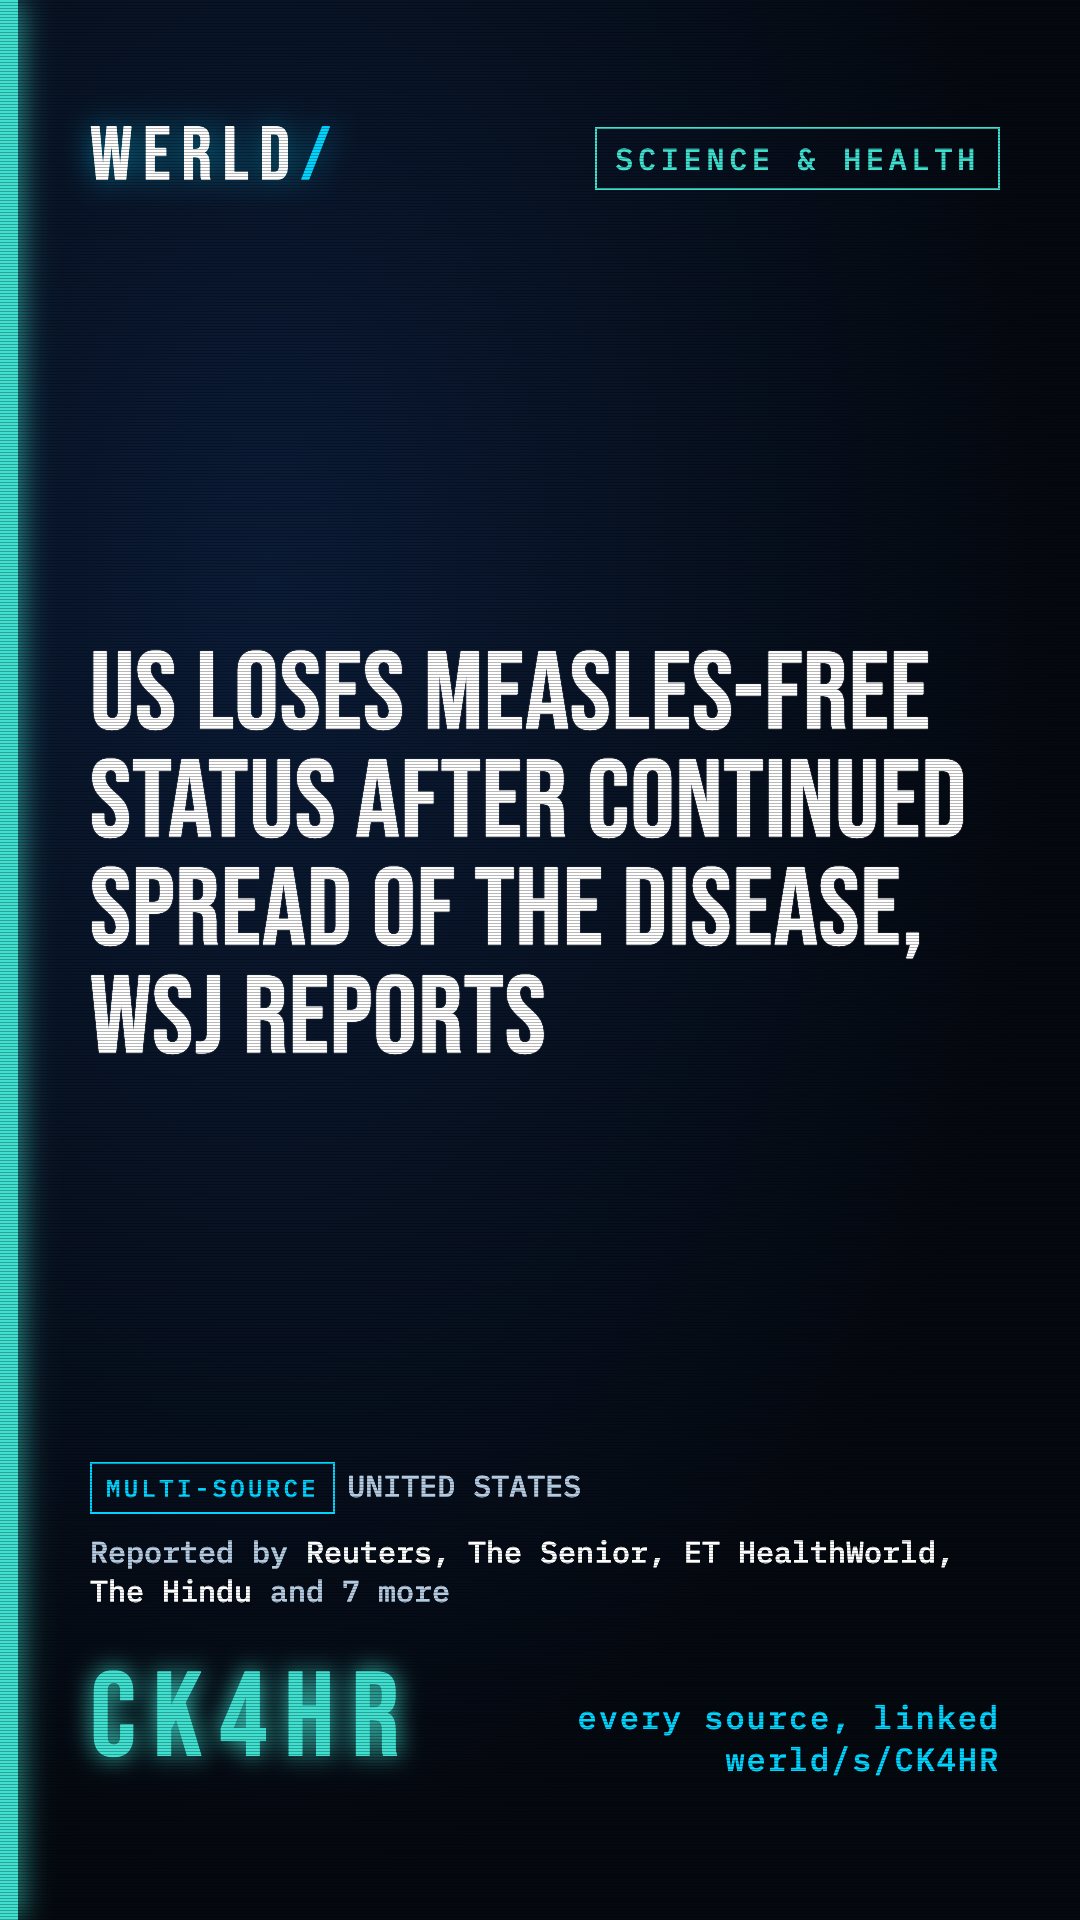 WERLD/
SCIENCE & HEALTH
US LOSES MEASLES-FREE
STATUS AFTER CONTINUED
SPREAD OF THE DISEASE,
WSJ REPORTS
MULTI-SOURCE UNITED STATES
Reported by Reuters, The Senior, ET HealthWorld,
The Hindu and 7 more
CK4HR
every source, linked
werld/s/CK4HR